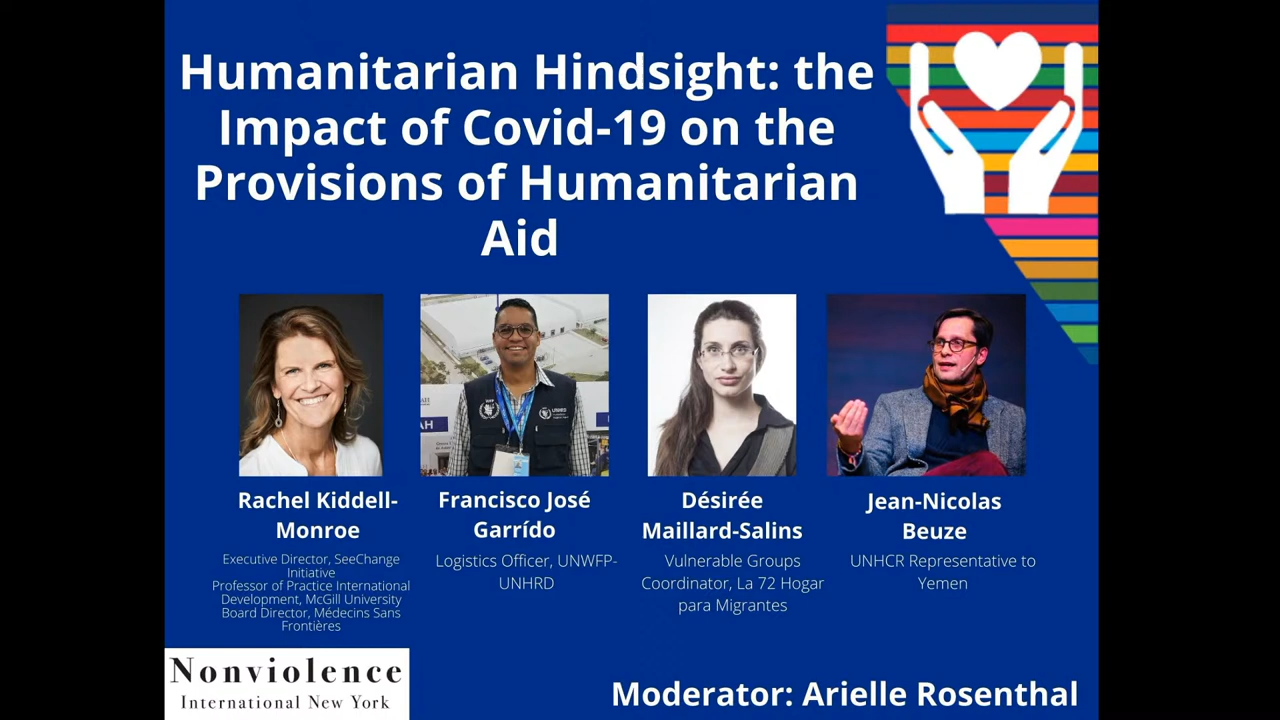 Humanitarian Hindsight: the
Impact of Covid-19 on the
Provisions of Humanitarian
Aid
Rachel Kiddell-
Monroe
Executive Director, SeeChange
Initiative
Professor of Practice International
Development, McGill University
Board Director, Médecins Sans
Frontières
Francisco José
Garrído
Logistics Officer, UNWFP-
UNHRD
Désirée
Maillard-Salins
Vulnerable Groups
Coordinator, La 72 Hogar
para Migrantes
Jean-Nicolas
Beuze
UNHCR Representative to
Yemen
Nonviolence
International New York
Moderator: Arielle Rosenthal